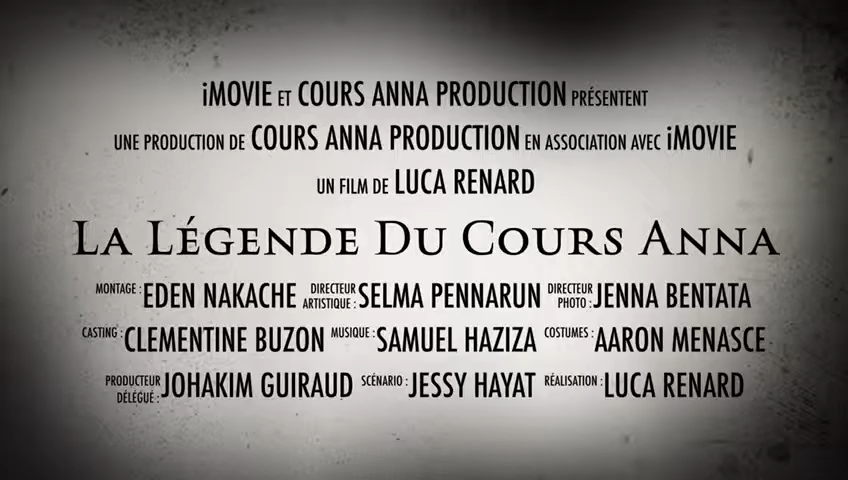 iMOVIE ET COURS ANNA PRODUCTION PRÉSENTENT
UNE PRODUCTION DE COURS ANNA PRODUCTION EN ASSOCIATION AVEC iMOVIE
UN FILM DE LUCA RENARD
LA LÉGENDE DU COURS ANNA
MONTAGE : EDEN NAKACHE DIRECTEUR ARTISTIQUE : SELMA PENNARUN DIRECTEUR PHOTO : JENNA BENTATA
CASTING : CLEMENTINE BUZON MUSIQUE : SAMUEL HAZIZA COSTUMES : AARON MENASCE
PRODUCTEUR DÉLÉGUÉ : JOHAKIM GUIRAUD SCÉNARIO : JESSY HAYAT RÉALISATION : LUCA RENARD